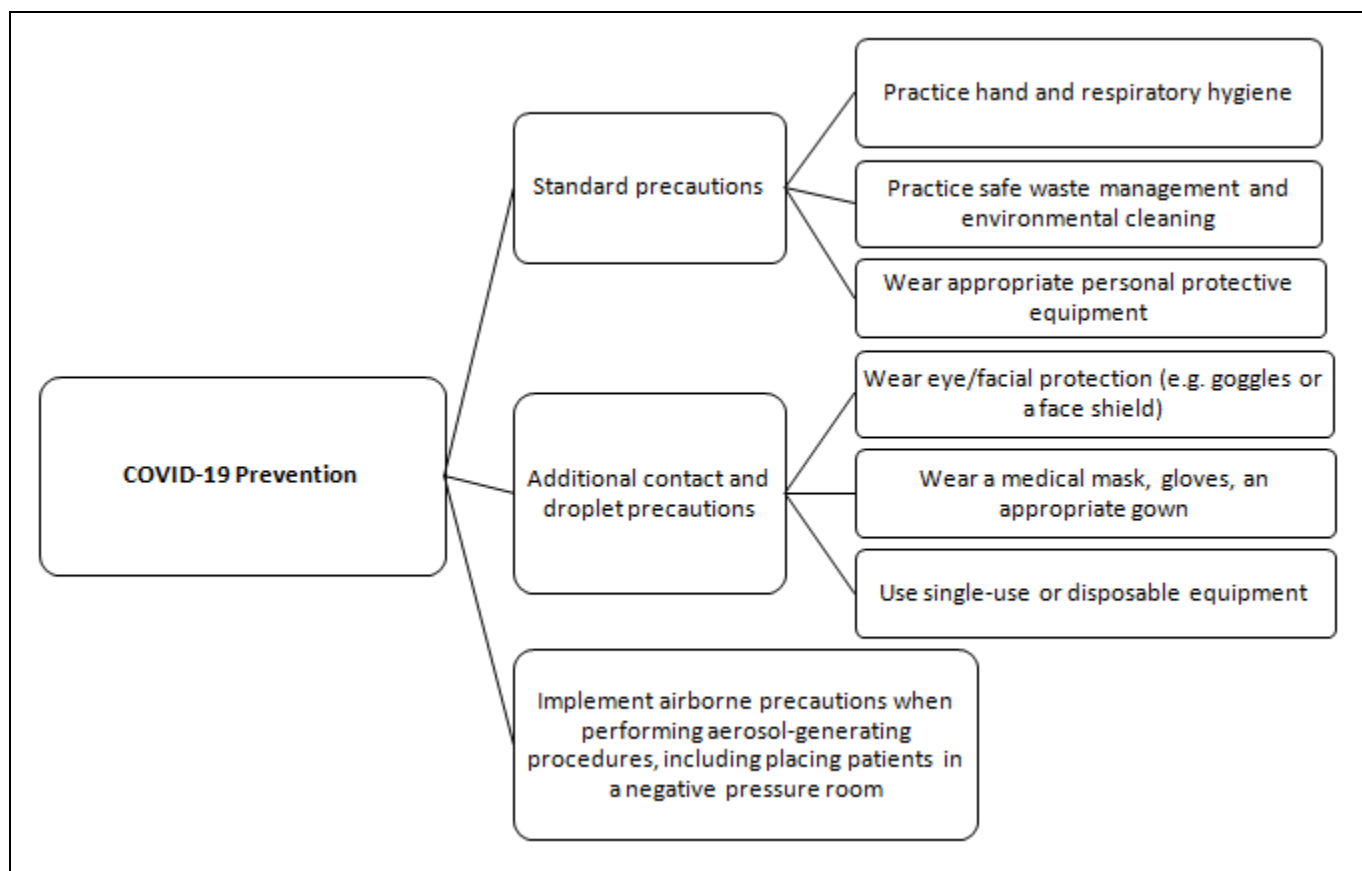 COVID-19 Prevention
Standard precautions
Practice hand and respiratory hygiene
Practice safe waste management and
environmental cleaning
Wear appropriate personal protective
equipment
Additional contact and
droplet precautions
Wear eye/facial protection (e.g. goggles or
a face shield)
Wear a medical mask, gloves, an
appropriate gown
Use single-use or disposable equipment
Implement airborne precautions when
performing aerosol-generating
procedures, including placing patients in
a negative pressure room